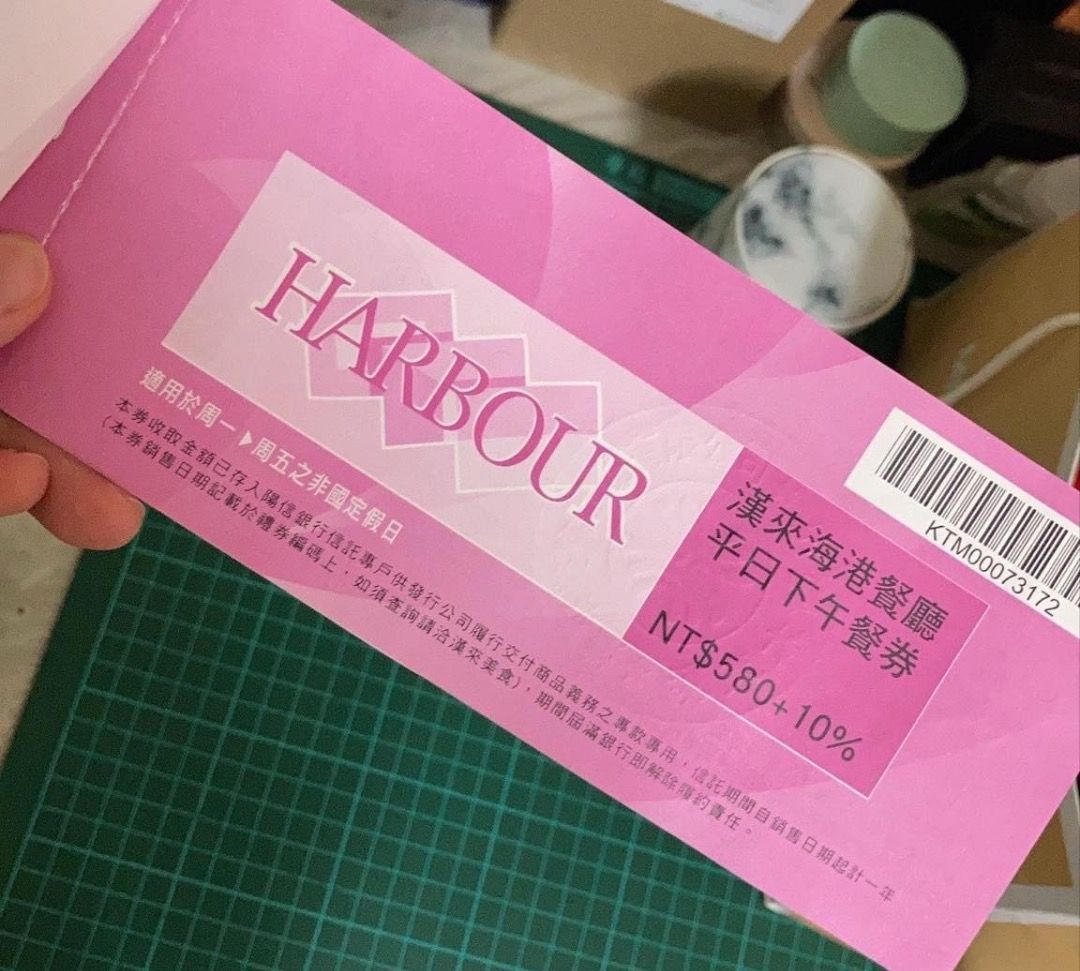 HARBOUR
漢來海港餐廳
平日下午餐券
NT$580+10%
KTM00073172
適用於周一▶周五之非國定假日
本券收取金額已存入陽信銀行信託專戶供發行公司履行交付商品義務之專款專用，信託期間自銷售日期起計一年
(本券銷售日期記載於禮券編碼上，如須查詢請洽漢來美食)，期間屆滿銀行即解除履約責任。